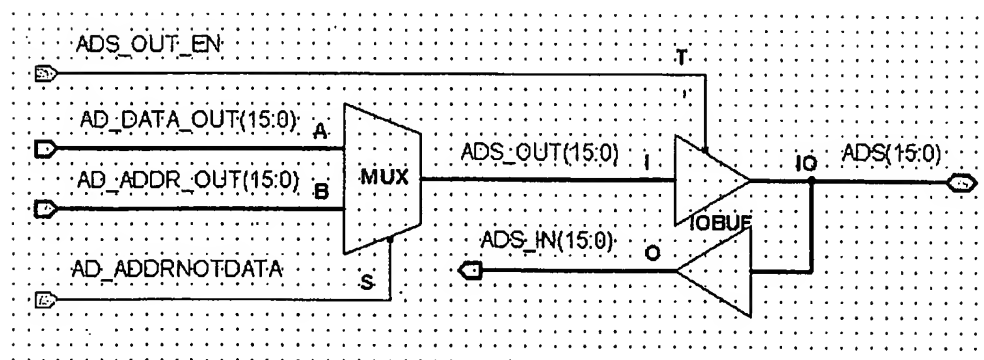 ADS_OUT_EN
T
AD_DATA_OUT(15:0) A
ADS_OUT(15:0) I
IO ADS(15:0)
MUX
AD_ADDR_OUT(15:0) B
IOBUF
ADS_IN(15:0) O
AD_ADDRNOTDATA
S